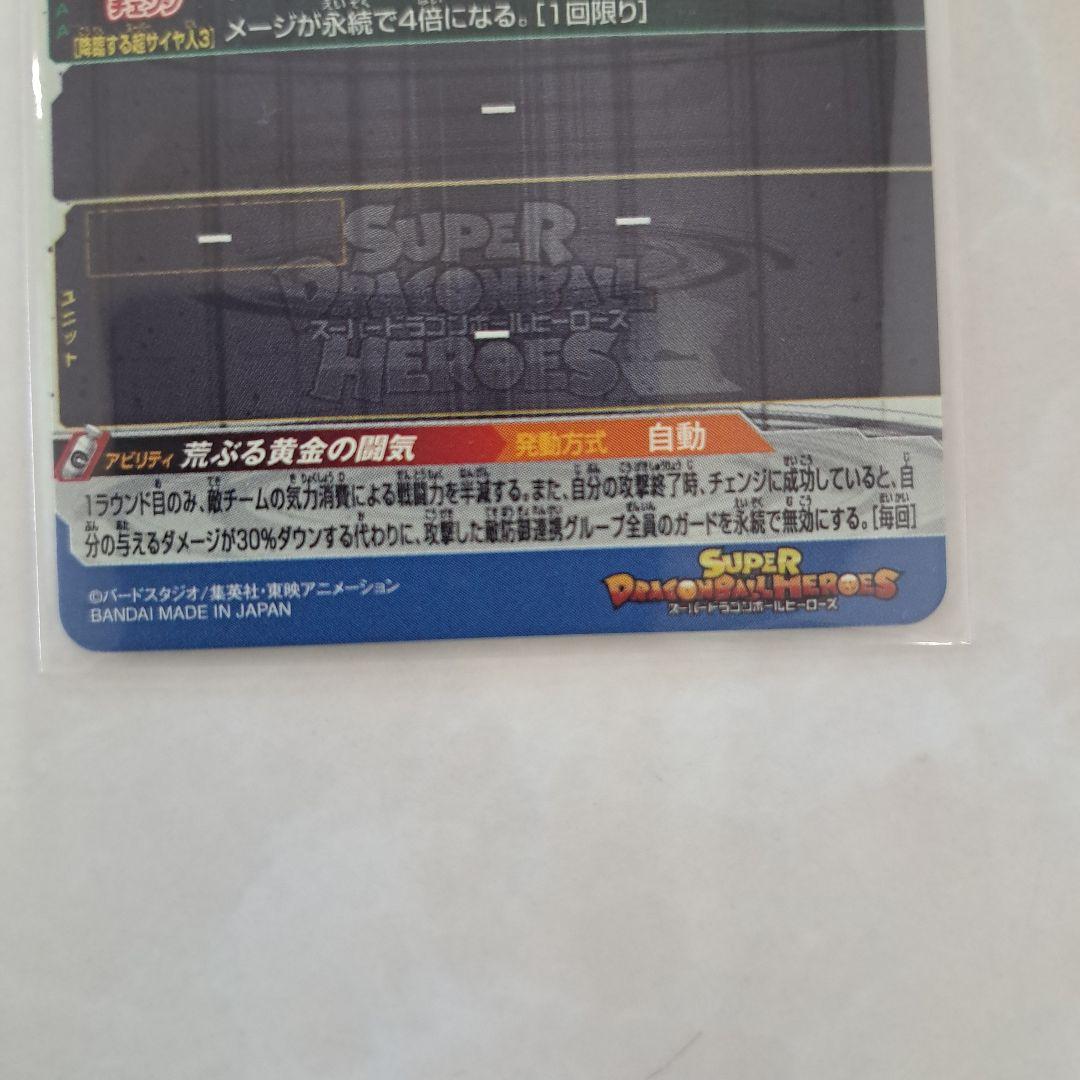 チェンジ
[降臨する超サイヤ人3] メージが永続で4倍になる。[1回限り]
ー
ー ー
ユニット
SUPER
DRAGONBALL
スーパードラゴンボールヒーローズ
HEROES
ー
アビリティ 荒ぶる黄金の闘気 発動方式 自動
1ラウンド目のみ、敵チームの気力消費による戦闘力を半減する。また、自分の攻撃終了時、チェンジに成功していると、自
分の与えるダメージが30%ダウンする代わりに、攻撃した敵防御連携グループ全員のガードを永続で無効にする。[毎回]
©バードスタジオ/集英社・東映アニメーション
BANDAI MADE IN JAPAN
SUPER
DRAGONBALL HEROES
スーパードラゴンボールヒーローズ